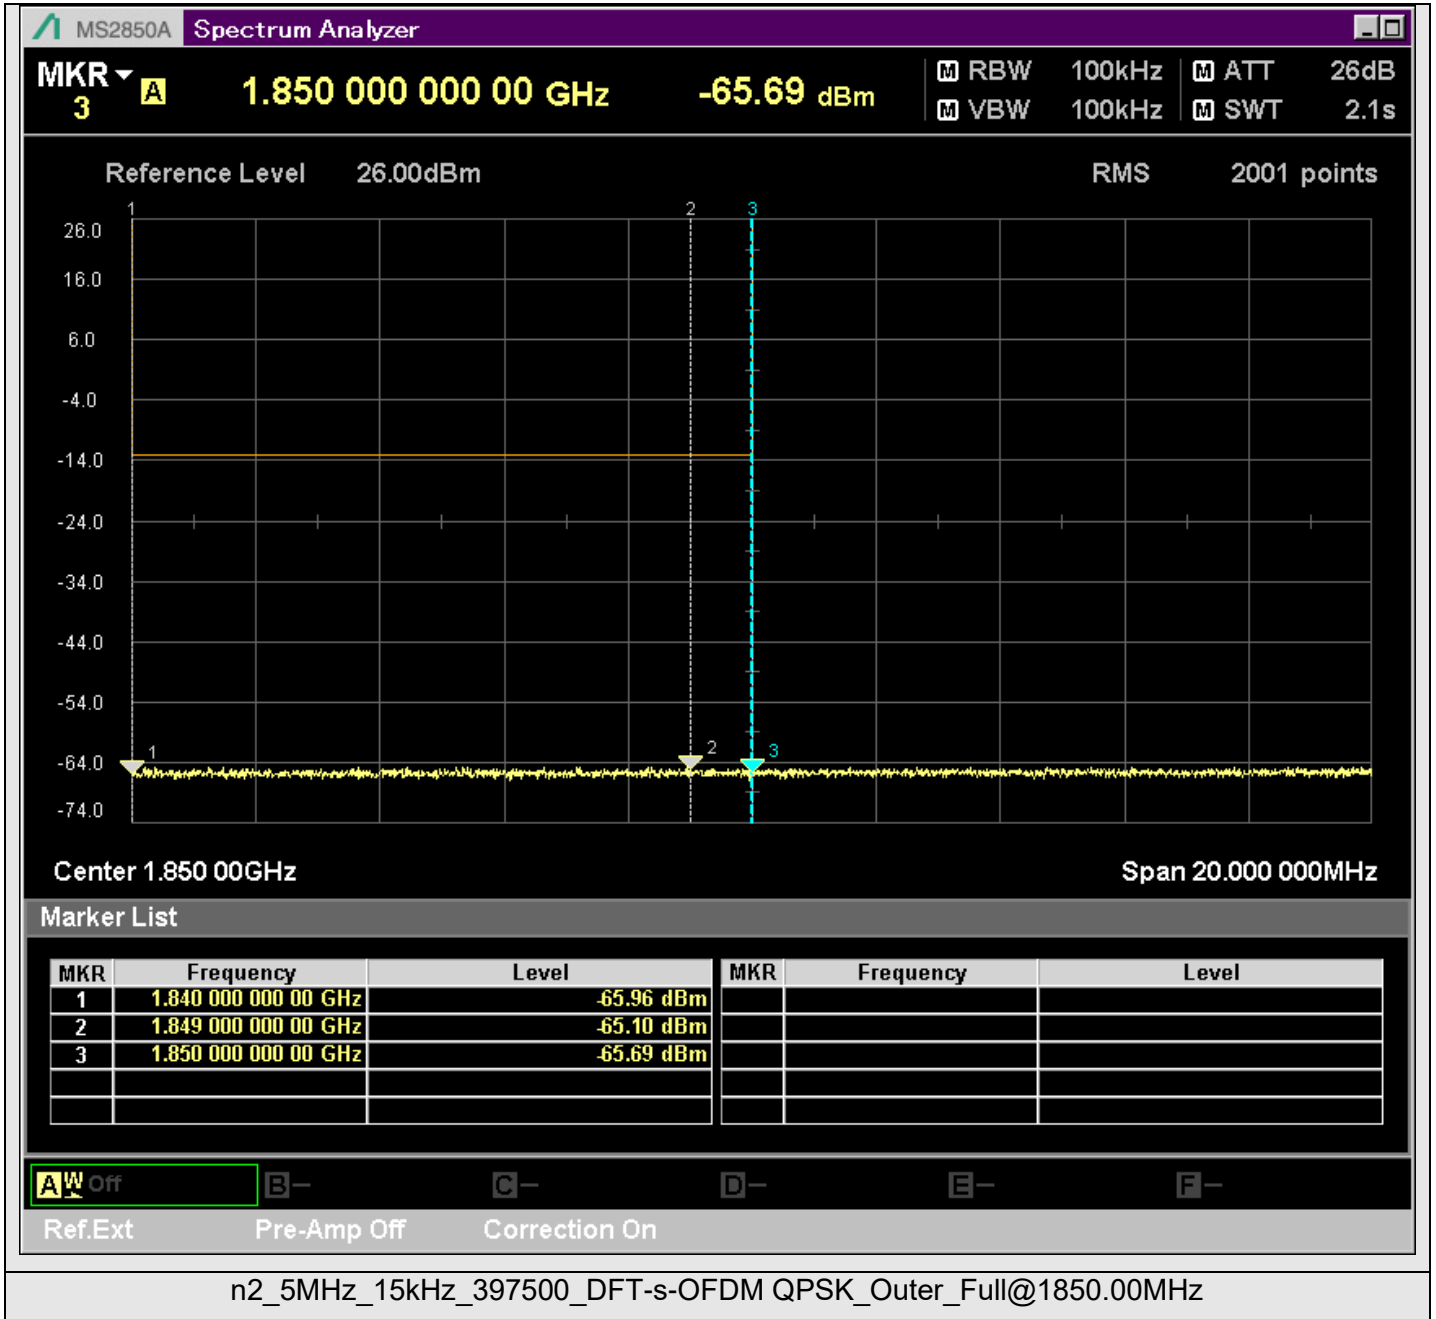 MS2850A Spectrum Analyzer
MKR A 1.850 000 000 00 GHz -65.69 dBm M RBW 100kHz M ATT 26dB
3 M VBW 100kHz M SWT 2.1s
Reference Level 26.00dBm RMS 2001 points
1 2 3
26.0
16.0
6.0
-4.0
-14.0
-24.0
-34.0
-44.0
-54.0
1 2 3
-64.0
-74.0
Center 1.850 00GHz Span 20.000 000MHz
Marker List
MKR Frequency Level MKR Frequency Level
1 1.840 000 000 00 GHz -65.96 dBm
2 1.849 000 000 00 GHz -65.10 dBm
3 1.850 000 000 00 GHz -65.69 dBm
A W Off B — C — D — E — F —
Ref.Ext Pre-Amp Off Correction On
n2_5MHz_15kHz_397500_DFT-s-OFDM QPSK_Outer_Full@1850.00MHz